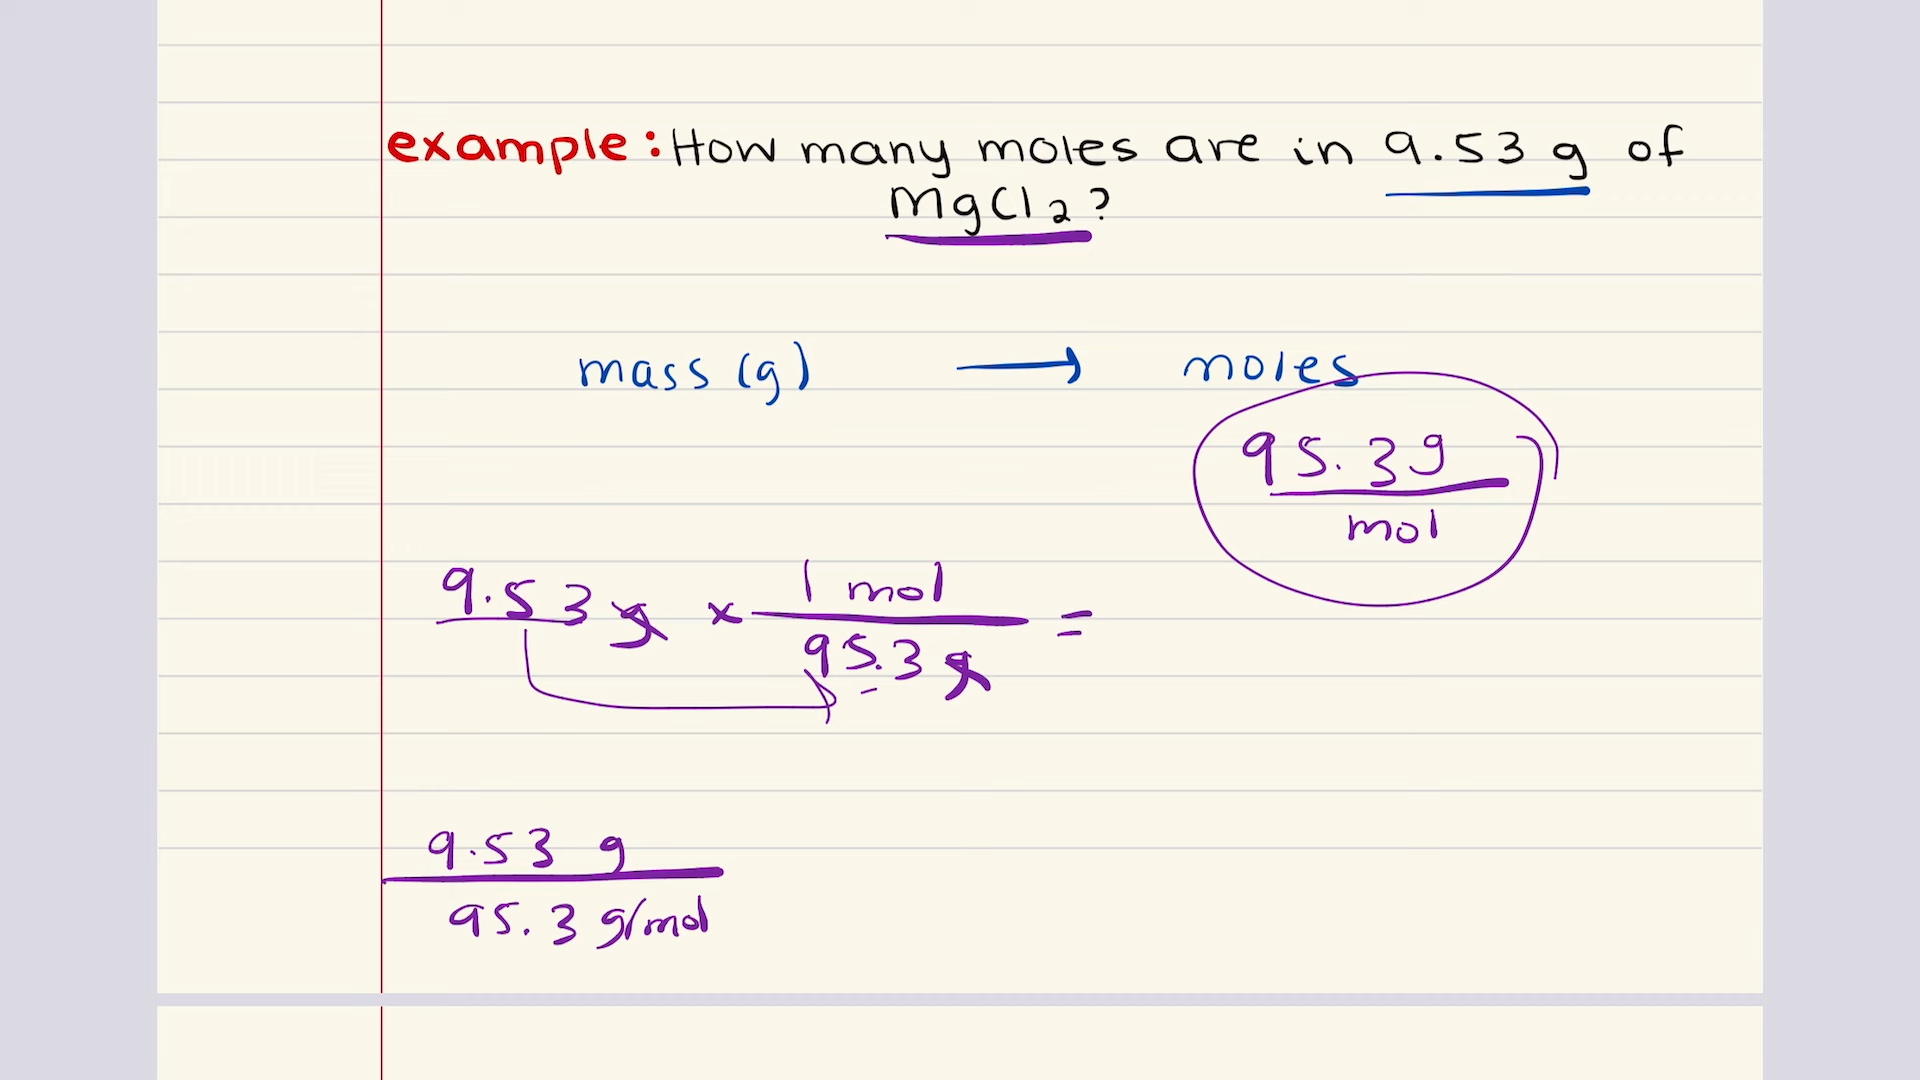 example: How many moles are in 9.53 g of
MgCl₂?
mass (g) → moles
95.3 g
mol
9.53 g × 1 mol =
95.3 g
9.53 g
95.3 g/mol